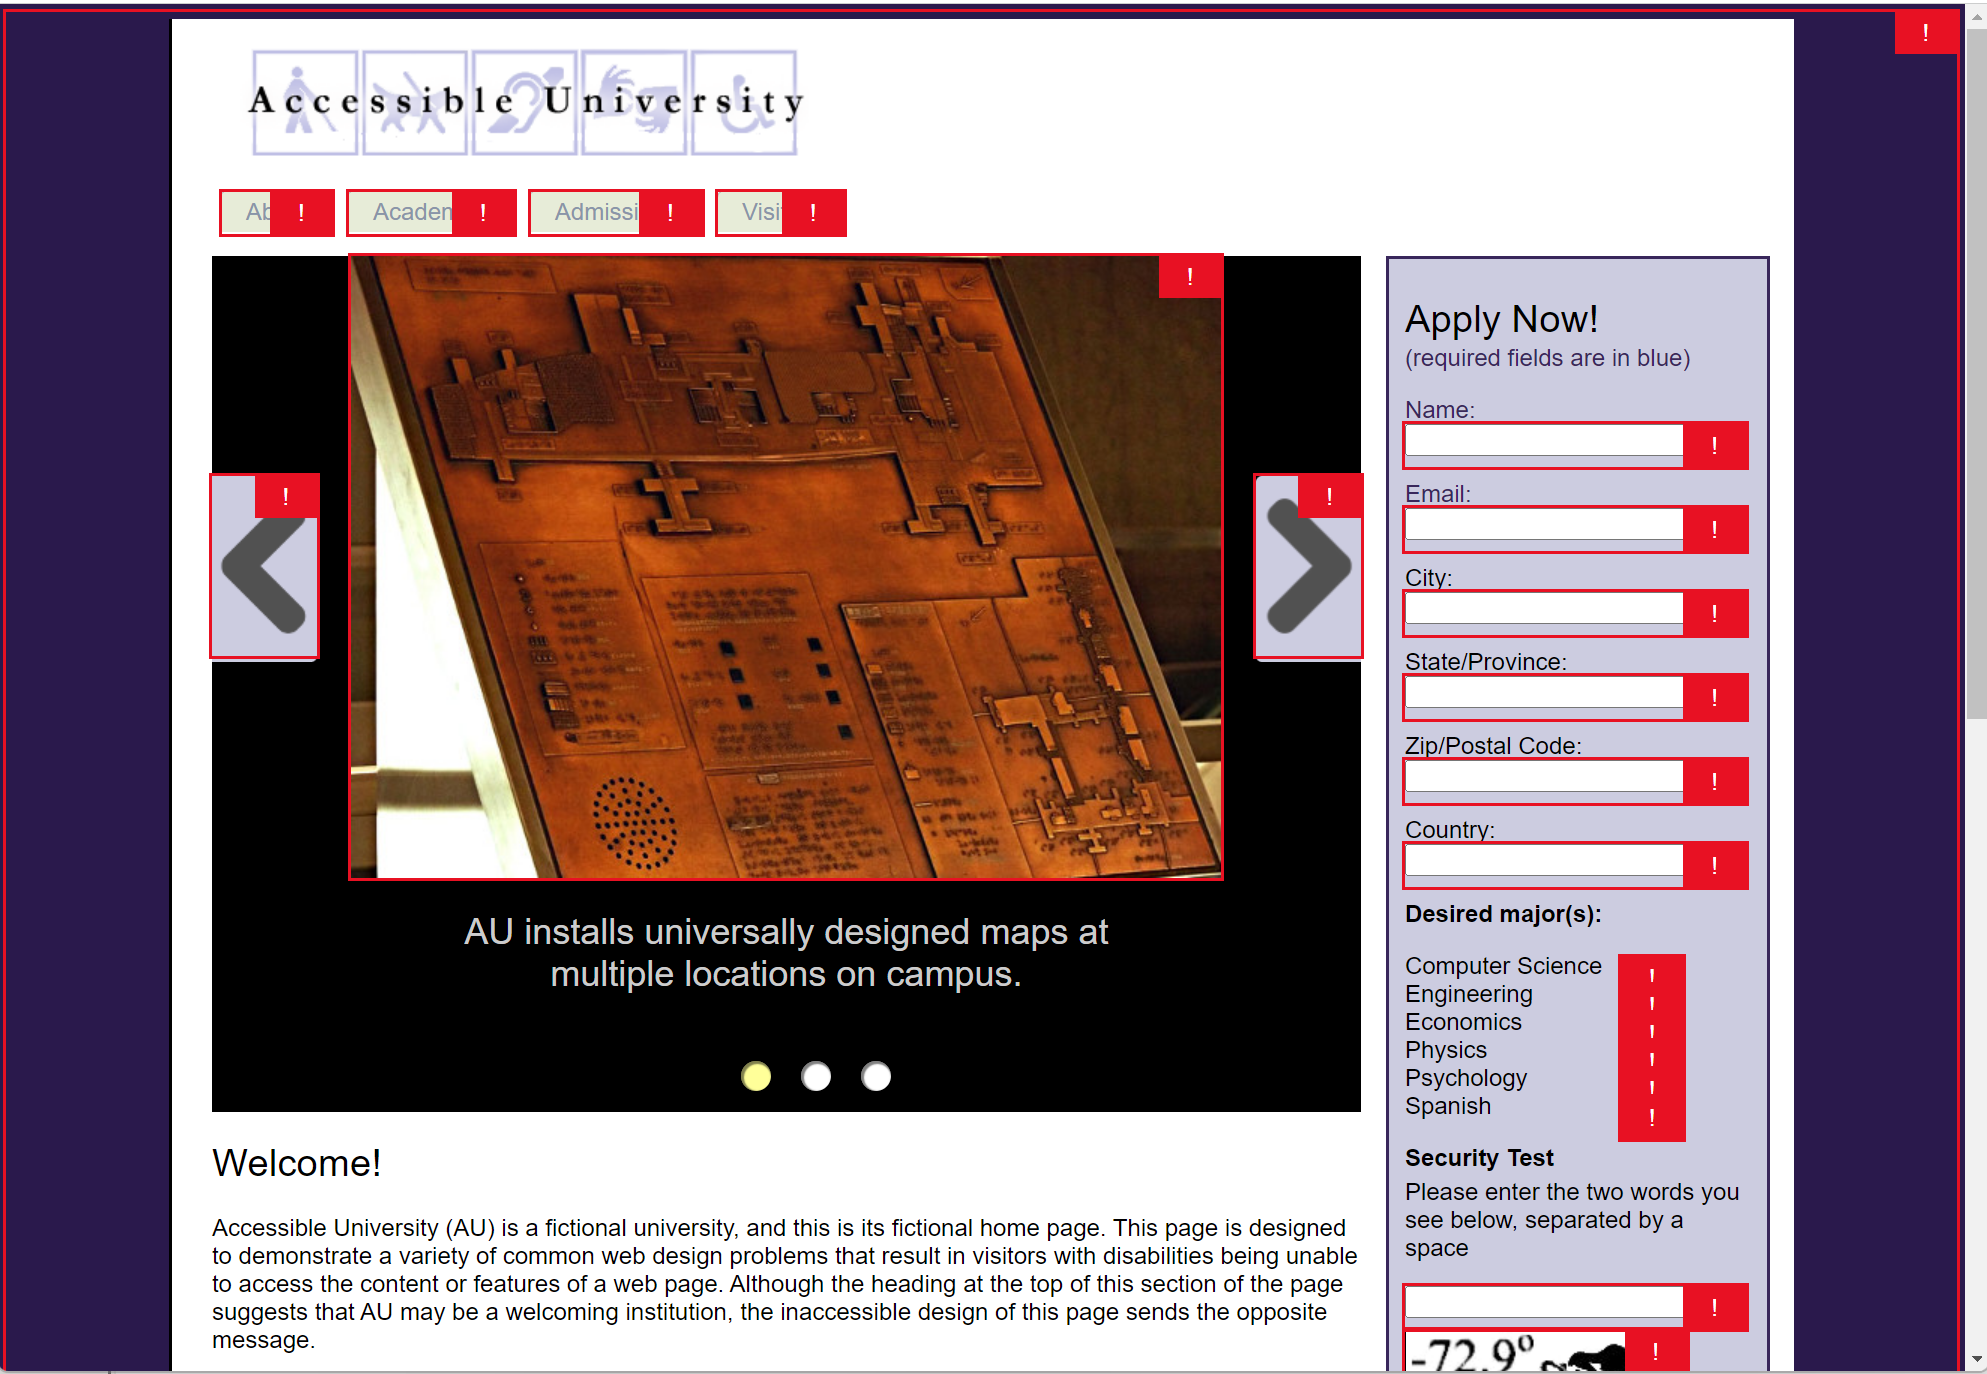 Accessible University
!
!
!
!
!
!
!
!
Apply Now!
(required fields are in blue)
Name:
!
Email:
!
City:
!
State/Province:
!
Zip/Postal Code:
!
Country:
!
Desired major(s):
Computer Science !
Engineering !
Economics !
Physics !
Psychology !
Spanish !
Security Test
Please enter the two words you
see below, separated by a
space
!
-72.9º !
AU installs universally designed maps at
multiple locations on campus.
Welcome!
Accessible University (AU) is a fictional university, and this is its fictional home page. This page is designed
to demonstrate a variety of common web design problems that result in visitors with disabilities being unable
to access the content or features of a web page. Although the heading at the top of this section of the page
suggests that AU may be a welcoming institution, the inaccessible design of this page sends the opposite
message.